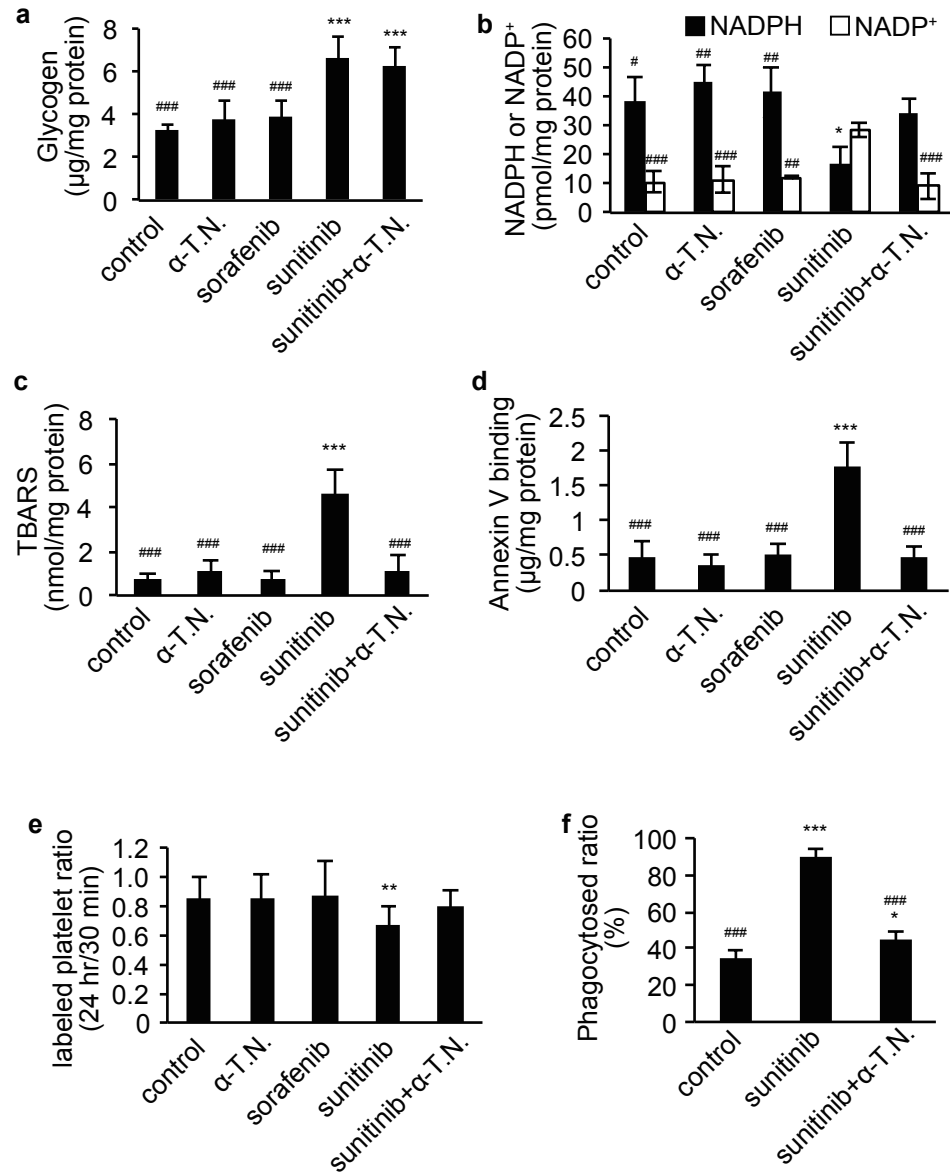 a
Glycogen
(µg/mg protein)
8
6
4
2
0
###
###
###
***
***
control
α-T.N.
sorafenib
sunitinib
sunitinib+α-T.N.
b
NADPH
NADP+
NADPH or NADP+
(pmol/mg protein)
60
50
40
30
20
10
0
#
###
##
###
##
##
*
###
control
α-T.N.
sorafenib
sunitinib
sunitinib+α-T.N.
c
TBARS
(nmol/mg protein)
8
6
4
2
0
###
###
###
***
###
control
α-T.N.
sorafenib
sunitinib
sunitinib+α-T.N.
d
Annexin V binding
(µg/mg protein)
2.5
2
1.5
1
0.5
0
###
###
###
***
###
control
α-T.N.
sorafenib
sunitinib
sunitinib+α-T.N.
e
labeled platelet ratio
(24 hr/30 min)
1.2
1.0
0.8
0.6
0.4
0.2
0
**
control
α-T.N.
sorafenib
sunitinib
sunitinib+α-T.N.
f
Phagocytosed ratio
(%)
100
80
60
40
20
0
###
***
###
*
control
sunitinib
sunitinib+α-T.N.